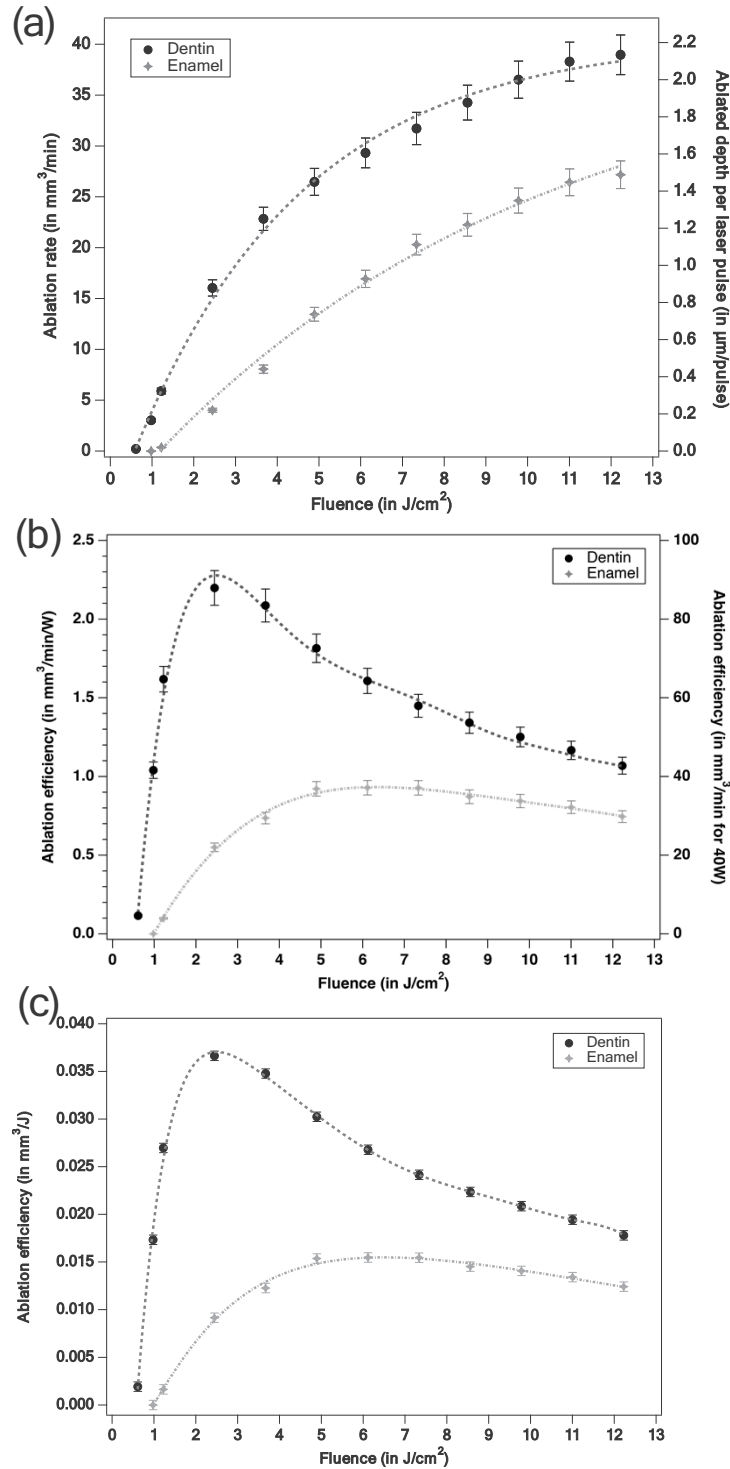 (a)
Dentin
Enamel
Ablation rate (in mm³/min)
40
35
30
25
20
15
10
5
0
Ablated depth per laser pulse (in µm/pulse)
2.2
2.0
1.8
1.6
1.4
1.2
1.0
0.8
0.6
0.4
0.2
0.0
0 1 2 3 4 5 6 7 8 9 10 11 12 13
Fluence (in J/cm²)
(b)
Dentin
Enamel
Ablation efficiency (in mm³/min/W)
2.5
2.0
1.5
1.0
0.5
0.0
Ablation efficiency (in mm³/min for 40W)
100
80
60
40
20
0
0 1 2 3 4 5 6 7 8 9 10 11 12 13
Fluence (in J/cm²)
(c)
Dentin
Enamel
Ablation efficiency (in mm³/J)
0.040
0.035
0.030
0.025
0.020
0.015
0.010
0.005
0.000
0 1 2 3 4 5 6 7 8 9 10 11 12 13
Fluence (in J/cm²)